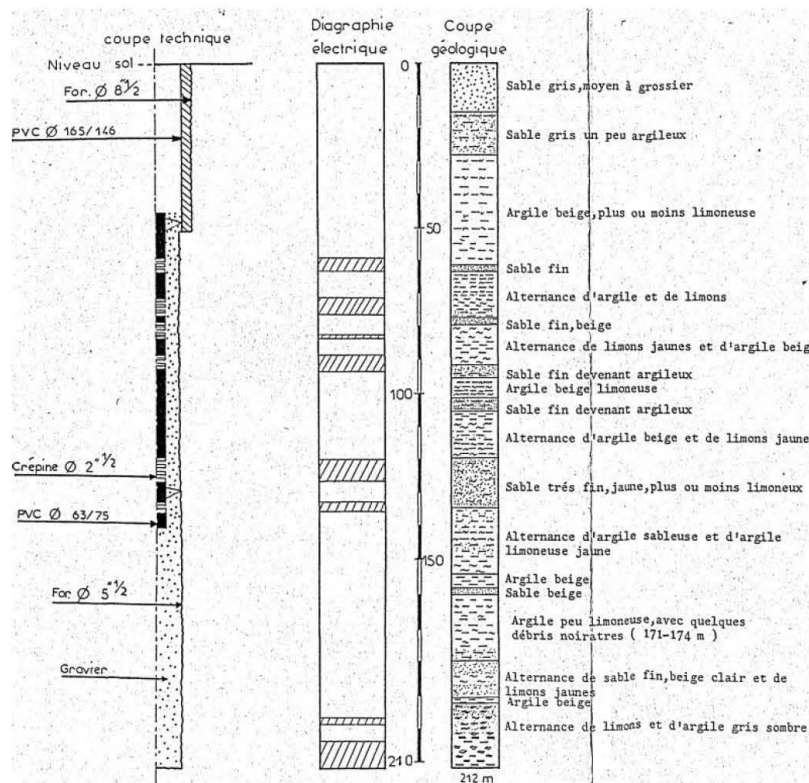 coupe technique
Diagraphie
électrique
Coupe
géologique
Niveau sol
0
For. Ø 8"1/2
Sable gris,moyen à grossier
PVC Ø 165/146
Sable gris un peu argileux
Argile beige,plus ou moins limoneuse
50
Sable fin
Alternance d'argile et de limons
Sable fin,beige
Alternance de limons jaunes et d'argile beig
Sable fin devenant argileux
100
Argile beige limoneuse
Sable fin devenant argileux
Alternance d'argile beige et de limons jaune
Crépine Ø 2"1/2
Sable trés fin,jaune,plus ou moins limoneux
PVC Ø 63/75
Alternance d'argile sableuse et d'argile
limoneuse jaune
150
Argile beige
Sable beige
For Ø 5"1/2
Argile peu limoneuse,avec quelques
débris noiratres ( 171-174 m )
Gravier
Alternance de sable fin,beige clair et de
limons jaunes
Argile beige
Alternance de limons et d'argile gris sombre
210
212 m